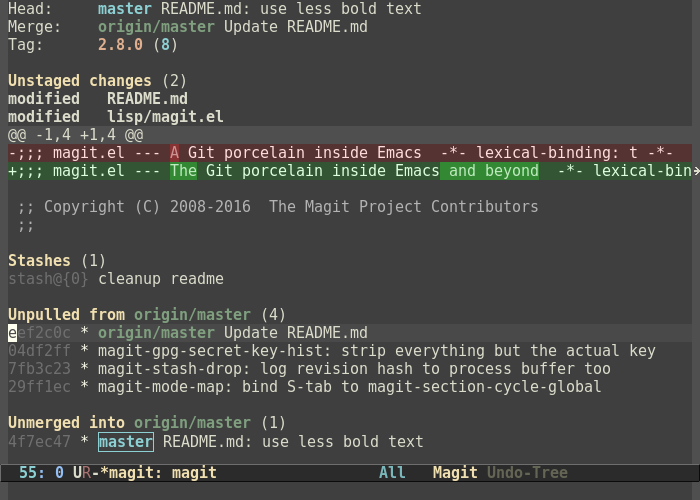 Head:     master README.md: use less bold text
Merge:    origin/master Update README.md
Tag:      2.8.0 (8)
Unstaged changes (2)
modified   README.md
modified   lisp/magit.el
@@ -1,4 +1,4 @@
-;;; magit.el --- A Git porcelain inside Emacs  -*- lexical-binding: t -*-
+;;; magit.el --- The Git porcelain inside Emacs and beyond  -*- lexical-bin
;; Copyright (C) 2008-2016  The Magit Project Contributors
;;
Stashes (1)
stash@{0} cleanup readme
Unpulled from origin/master (4)
eef2c0c * origin/master Update README.md
04df2ff * magit-gpg-secret-key-hist: strip everything but the actual key
7fb3c23 * magit-stash-drop: log revision hash to process buffer too
29ff1ec * magit-mode-map: bind S-tab to magit-section-cycle-global
Unmerged into origin/master (1)
4f7ec47 * master README.md: use less bold text
55: 0 UR-*magit: magit                  All   Magit Undo-Tree